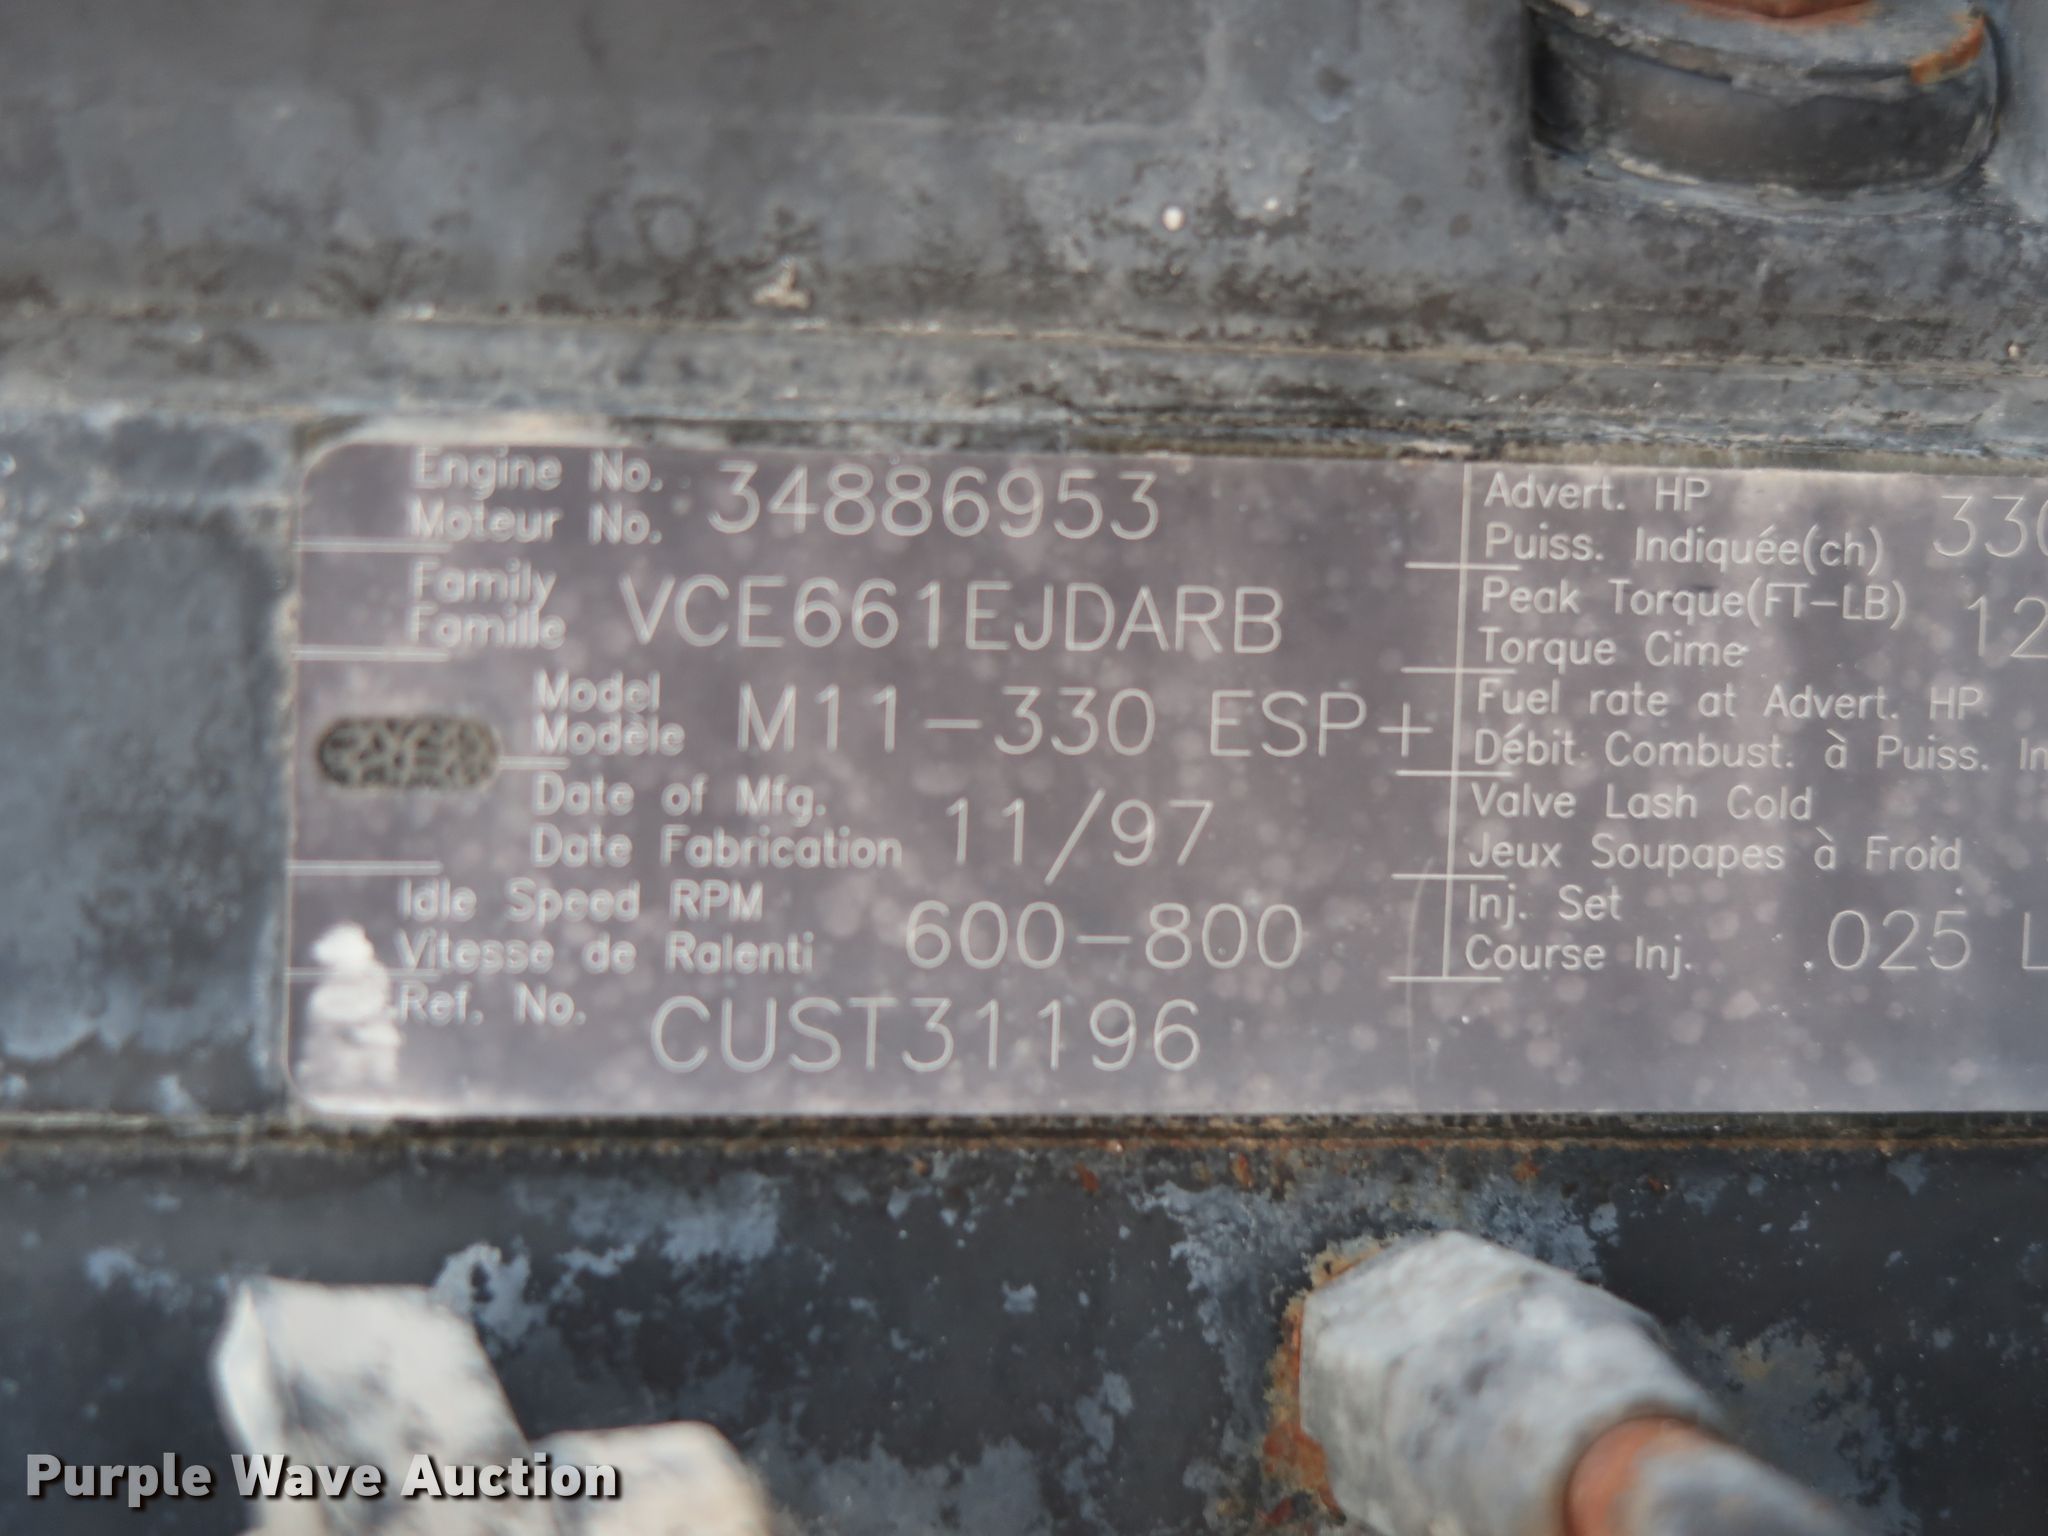 Engine No. 34886953
Moteur No.
Family VCE661EJDARB
Famille
Model M11-330 ESP+
Modèle
Date of Mfg. 11/97
Date Fabrication
Idle Speed RPM 600-800
Vitesse de Ralenti
Ref. No. CUST31196
Advert. HP 330
Puiss. Indiquée(ch)
Peak Torque(FT-LB) 12
Torque Cime
Fuel rate at Advert. HP
Débit Combust. à Puiss. In
Valve Lash Cold
Jeux Soupapes à Froid
Inj. Set .025 L
Course Inj.
Purple Wave Auction